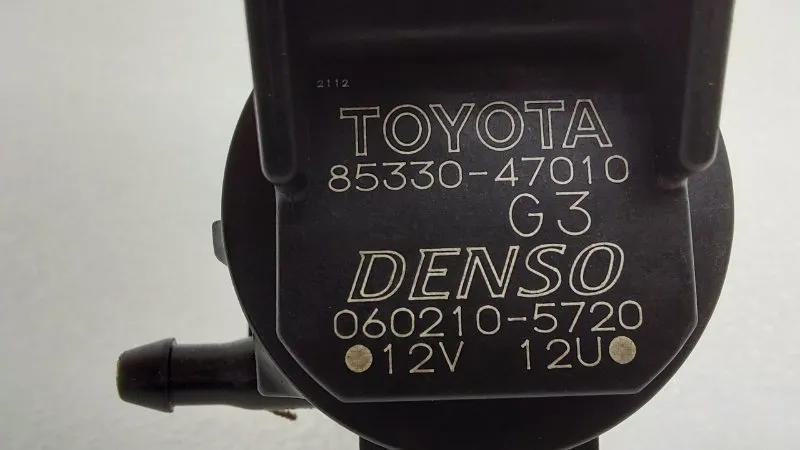 2112
TOYOTA
85330-47010
G3
DENSO
060210-5720
12V 12U